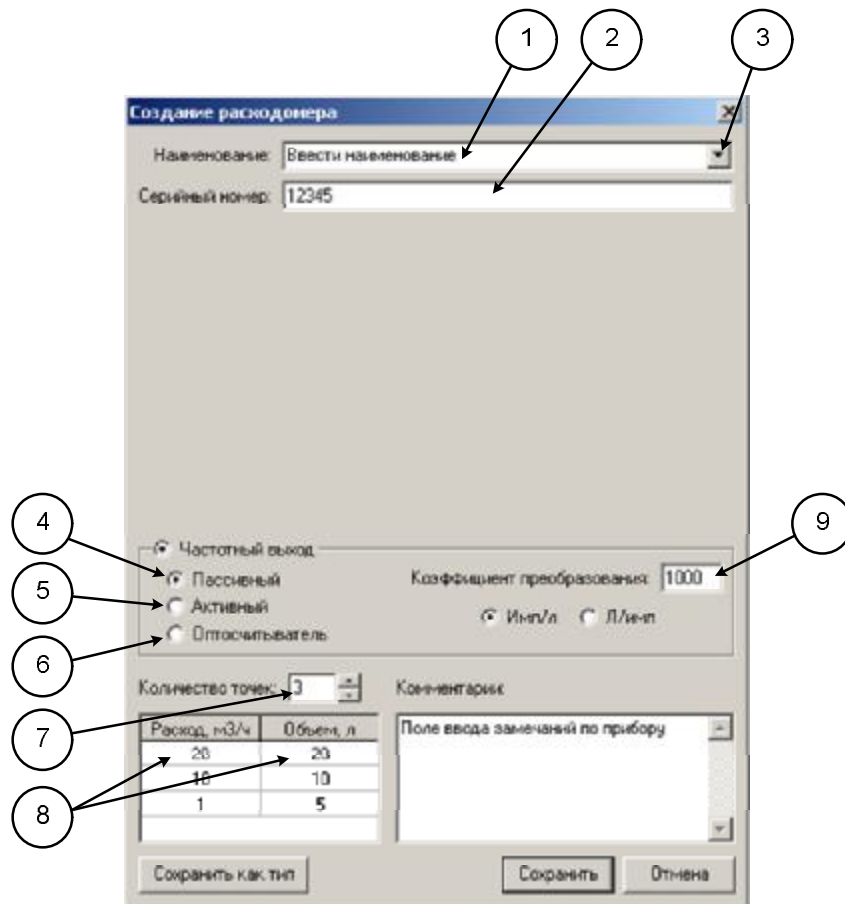 1 2 3
Создание расходомера
Наименование: Ввести наименование
Серийный номер: 12345
4 9
Частотный выход
Пассивный Коэффициент преобразования: 1000
5
Активный Имп/л Л/имп
6
Оптосчитыватель
Количество точек: 3 Комментарии:
7
Расход, м3/ч Объем, л Поле ввода замечаний по прибору
20 20
10 10
8
1 5
Сохранить как тип Сохранить Отмена